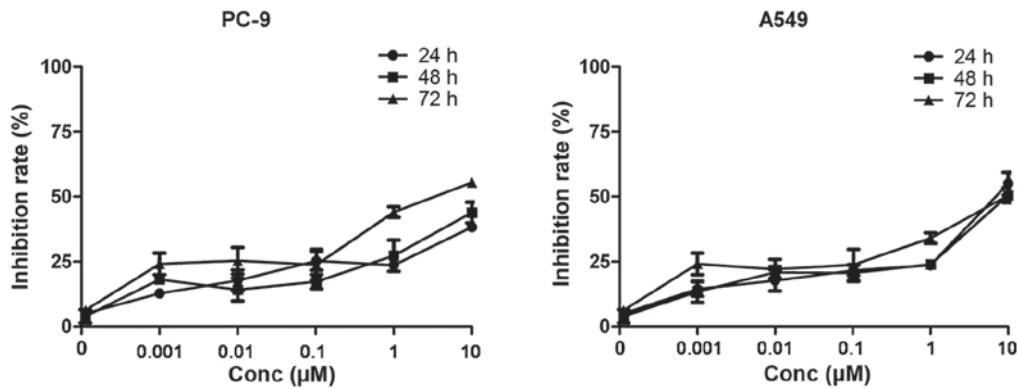 PC-9
24 h
48 h
72 h
100
75
50
25
0
Inhibition rate (%)
0 0.001 0.01 0.1 1 10
Conc (µM)
A549
24 h
48 h
72 h
100
75
50
25
0
Inhibition rate (%)
0 0.001 0.01 0.1 1 10
Conc (µM)